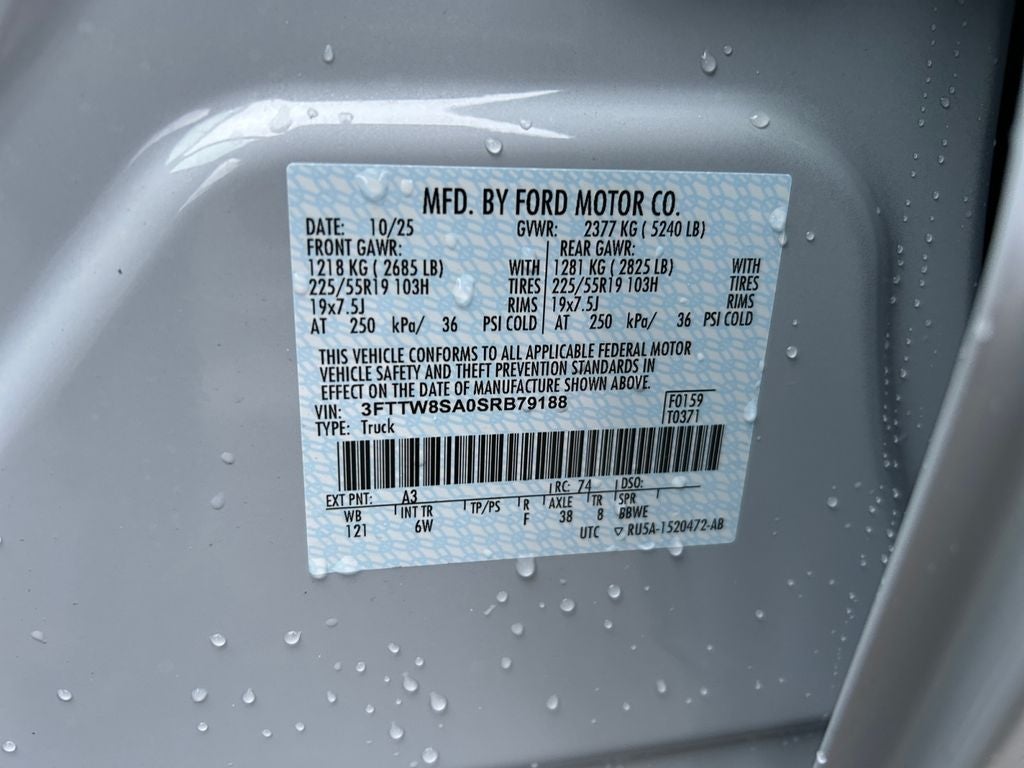 MFD. BY FORD MOTOR CO.
DATE: 10/25 GVWR: 2377 KG ( 5240 LB)
FRONT GAWR: REAR GAWR:
1218 KG ( 2685 LB) WITH 1281 KG ( 2825 LB) WITH
225/55R19 103H TIRES 225/55R19 103H TIRES
19x7.5J RIMS 19x7.5J RIMS
AT 250 kPa/ 36 PSI COLD AT 250 kPa/ 36 PSI COLD
THIS VEHICLE CONFORMS TO ALL APPLICABLE FEDERAL MOTOR
VEHICLE SAFETY AND THEFT PREVENTION STANDARDS IN
EFFECT ON THE DATE OF MANUFACTURE SHOWN ABOVE.
VIN: 3FTTW8SA0SRB79188 F0159
TYPE: Truck T0371
EXT PNT: A3 RC: 74 DSO:
WB INT TR TP/PS R AXLE TR SPR
121 6W F 38 8 BBWE
UTC ▽ RU5A-1520472-AB